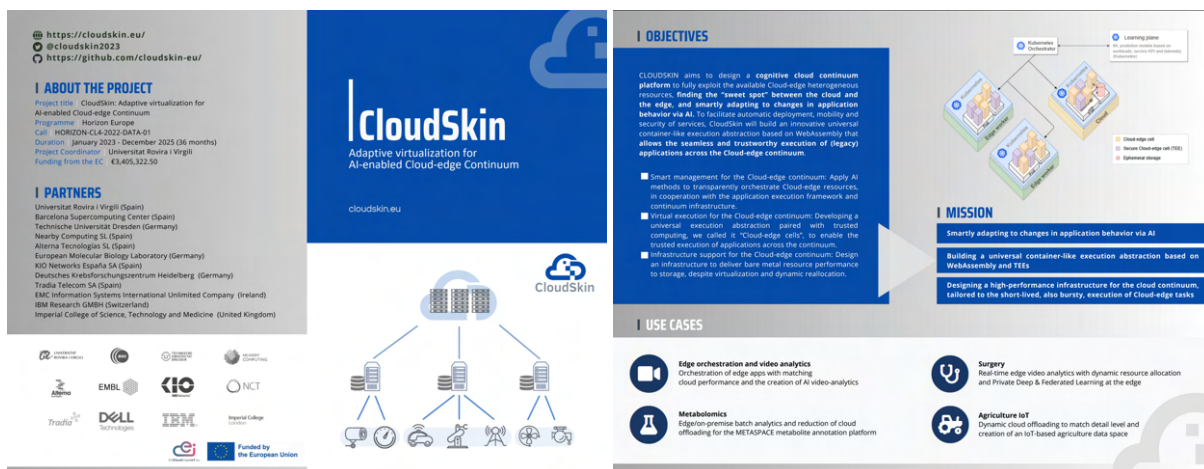 https://cloudskin.eu/
@cloudskin2023
https://github.com/cloudskin-eu/
ABOUT THE PROJECT
Project title CloudSkin: Adaptive virtualization for
AI-enabled Cloud-edge Continuum
Programme Horizon Europe
Call HORIZON-CL4-2022-DATA-01
Duration January 2023 - December 2025 (36 months)
Project Coordinator Universitat Rovira i Virgili
Funding from the EC €3,405,322.50
PARTNERS
Universitat Rovira i Virgili (Spain)
Barcelona Supercomputing Center (Spain)
Technische Universität Dresden (Germany)
Nearby Computing SL (Spain)
Alterna Tecnologías SL (Spain)
European Molecular Biology Laboratory (Germany)
KIO Networks España SA (Spain)
Deutsches Krebsforschungszentrum Heidelberg (Germany)
Tradia Telecom SA (Spain)
EMC Information Systems International Unlimited Company (Ireland)
IBM Research GMBH (Switzerland)
Imperial College of Science, Technology and Medicine (United Kingdom)
UNIVERSITAT
ROVIRA I VIRGILI
TECHNISCHE
UNIVERSITÄT
DRESDEN
NEARBY
COMPUTING
Alterna
EMBL
KIO
NCT
Tradia
DELL
Technologies
IBM
Imperial College
London
Funded by
the European Union
CloudSkin
Adaptive virtualization for
AI-enabled Cloud-edge Continuum
cloudskin.eu
CloudSkin
OBJECTIVES
CLOUDSKIN aims to design a cognitive cloud continuum
platform to fully exploit the available Cloud-edge heterogeneous
resources, finding the “sweet spot” between the cloud and
the edge, and smartly adapting to changes in application
behavior via AI. To facilitate automatic deployment, mobility and
security of services, CloudSkin will build an innovative universal
container-like execution abstraction based on WebAssembly that
allows the seamless and trustworthy execution of (legacy)
applications across the Cloud-edge continuum.
Smart management for the Cloud-edge continuum: Apply AI
methods to transparently orchestrate Cloud-edge resources,
in cooperation with the application execution framework and
continuum infrastructure.
Virtual execution for the Cloud-edge continuum: Developing a
universal execution abstraction paired with trusted
computing, we called it “Cloud-edge cells”, to enable the
trusted execution of applications across the continuum.
Infrastructure support for the Cloud-edge continuum: Design
an infrastructure to deliver bare metal resource performance
to storage, despite virtualization and dynamic reallocation.
Kubernetes
Orchestrator
Learning plane
Kubernetes
Kubernetes
Kubernetes
Edge worker
Cloud
Edge worker
Cloud-edge cell
Secure Cloud-edge cell (TEE)
Ephemeral storage
MISSION
Smartly adapting to changes in application behavior via AI
Building a universal container-like execution abstraction based on
WebAssembly and TEEs
Designing a high-performance infrastructure for the cloud continuum,
tailored to the short-lived, also bursty, execution of Cloud-edge tasks
USE CASES
Edge orchestration and video analytics
Orchestration of edge apps with matching
cloud performance and the creation of AI video-analytics
Metabolomics
Edge/on-premise batch analytics and reduction of cloud
offloading for the METASPACE metabolite annotation platform
Surgery
Real-time edge video analytics with dynamic resource allocation
and Private Deep & Federated Learning at the edge
Agriculture IoT
Dynamic cloud offloading to match detail level and
creation of an IoT-based agriculture data space